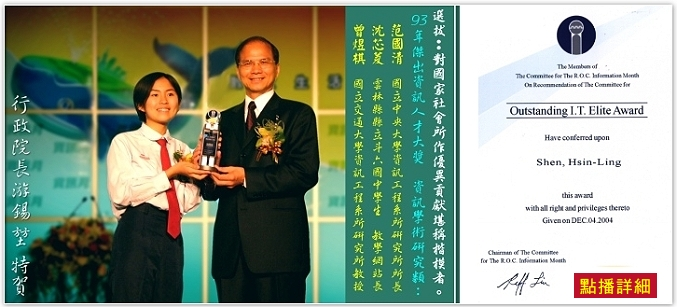 行政院長游錫堃 特賀
選拔::對國家社會所作優異貢獻堪稱楷模者。
93年傑出資訊人才大獎 資訊學術研究類:
范國清 國立中央大學資訊工程系所所長
沈芯菱 雲林縣縣立斗六國中學生 教學網站長
曾煜棋 國立交通大學資訊工程系所研究所教授
The Members of
The Committee for The R.O.C. Information Month
On Recommendation of The Committee for
Outstanding I.T. Elite Award
Have conferred upon
Shen, Hsin-Ling
this award
with all right and privileges thereto
Given on DEC.04.2004
Chairman of The Committee
for The R.O.C. Information Month
點播詳細